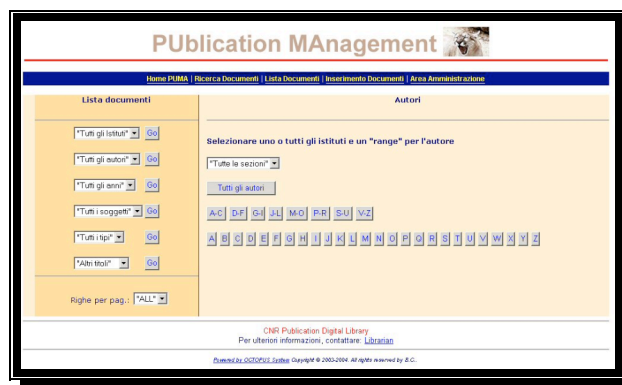 PUblication MAnagement
Home PUMA | Ricerca Documenti | Lista Documenti | Inserimento Documenti | Area Amministrazione
Lista documenti
"Tutti gli Istituti" Go
"Tutti gli autori" Go
"Tutti gli anni" Go
"Tutti i soggetti" Go
"Tutti i tipi" Go
"Altri titoli" Go
Righe per pag.: "ALL"
Autori
Selezionare uno o tutti gli istituti e un "range" per l'autore
"Tutte le sezioni"
Tutti gli autori
A-C D-F G-I J-L M-O P-R S-U V-Z
A B C D E F G H I J K L M N O P Q R S T U V W X Y Z
CNR Publication Digital Library
Per ulteriori informazioni, contattare: Librarian
Powered by OCTOPUS System Copyright © 2003-2004. All rights reserved by B.C..